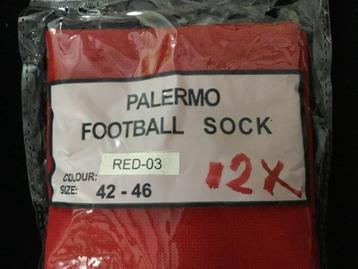 PALERMO
FOOTBALL SOCK
COLOUR: RED-03
SIZE: 42 - 46
12X